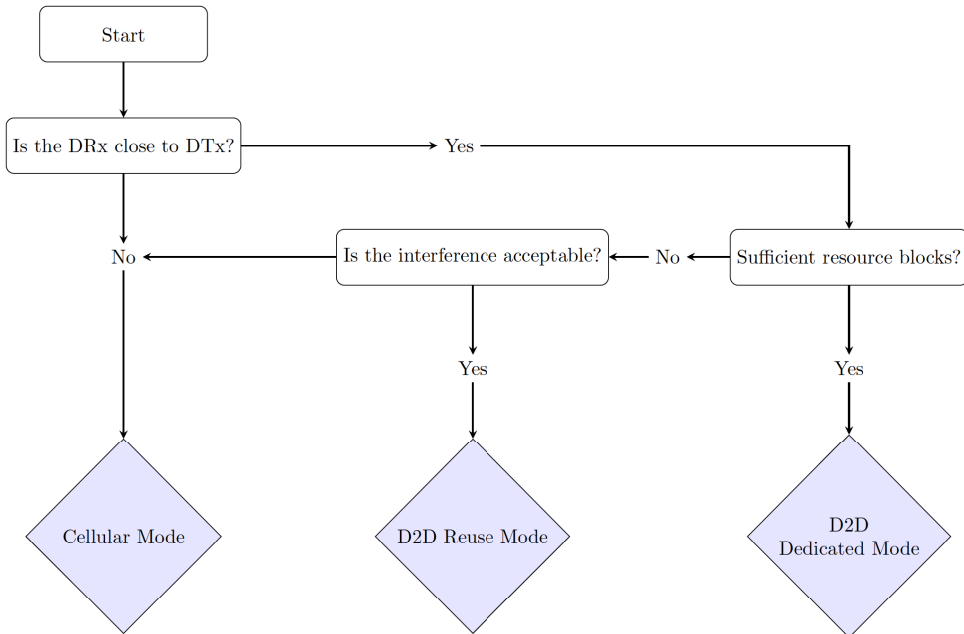 Start
Is the DRx close to DTx?
Yes
No
Is the interference acceptable?
No
Sufficient resource blocks?
Yes
Yes
Cellular Mode
D2D Reuse Mode
D2D
Dedicated Mode